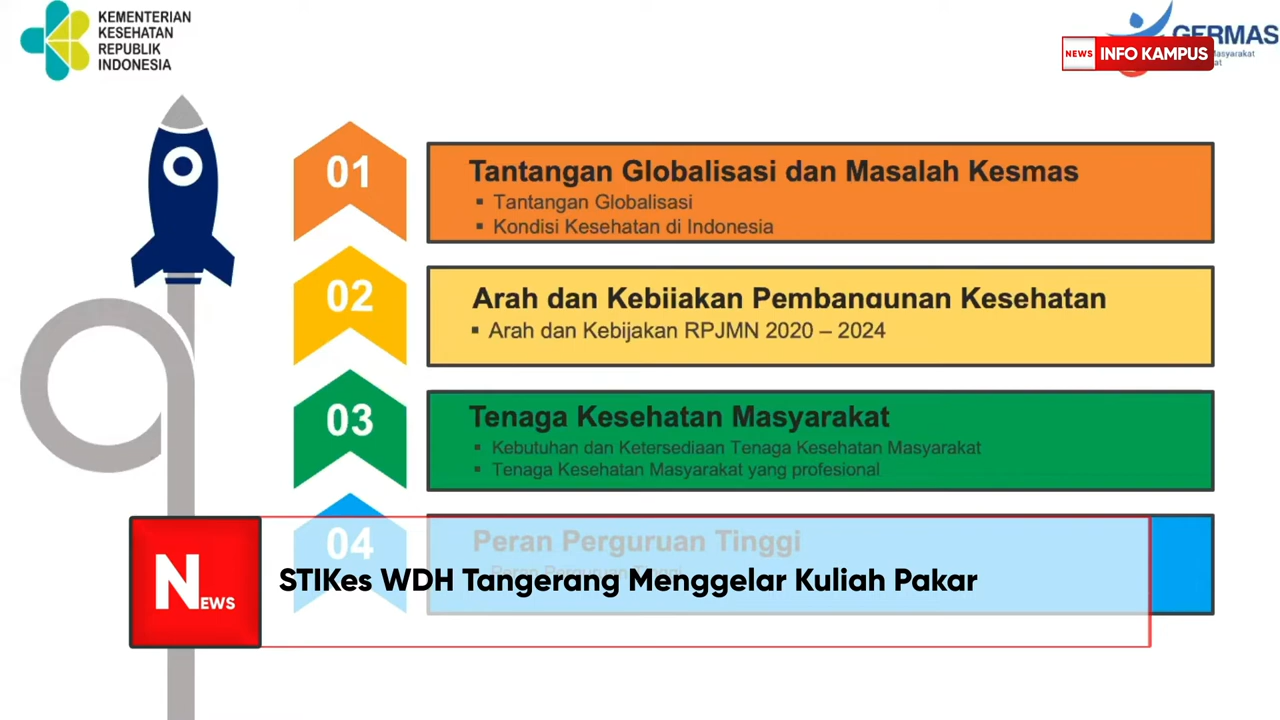 KEMENTERIAN
KESEHATAN
REPUBLIK
INDONESIA
GERMAS
NEWS INFO KAMPUS
01
Tantangan Globalisasi dan Masalah Kesmas
Tantangan Globalisasi
Kondisi Kesehatan di Indonesia
02
Arah dan Kebijakan Pembangunan Kesehatan
Arah dan Kebijakan RPJMN 2020 – 2024
03
Tenaga Kesehatan Masyarakat
Kebutuhan dan Ketersediaan Tenaga Kesehatan Masyarakat
Tenaga Kesehatan Masyarakat yang profesional
04
Peran Perguruan Tinggi
Peran Perguruan Tinggi
NEWS
STIKes WDH Tangerang Menggelar Kuliah Pakar